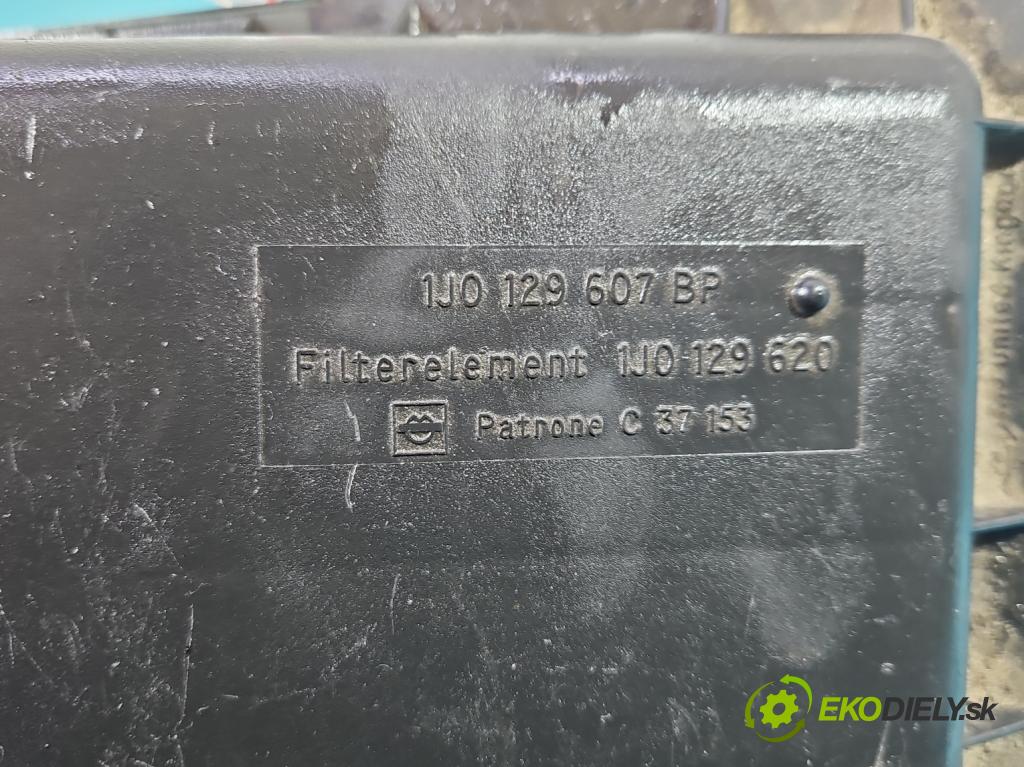 1J0 129 607 BP
Filterelement 1J0 129 620
Patrone C 37 153
EKODIELY.sk